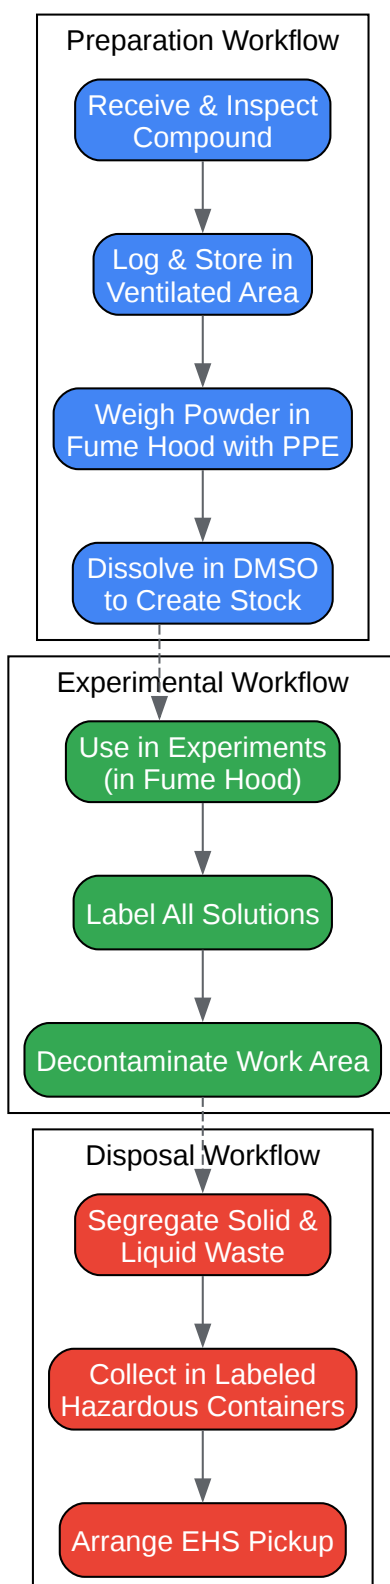 Preparation Workflow
Receive & Inspect
Compound
Log & Store in
Ventilated Area
Weigh Powder in
Fume Hood with PPE
Dissolve in DMSO
to Create Stock
Experimental Workflow
Use in Experiments
(in Fume Hood)
Label All Solutions
Decontaminate Work Area
Disposal Workflow
Segregate Solid &
Liquid Waste
Collect in Labeled
Hazardous Containers
Arrange EHS Pickup